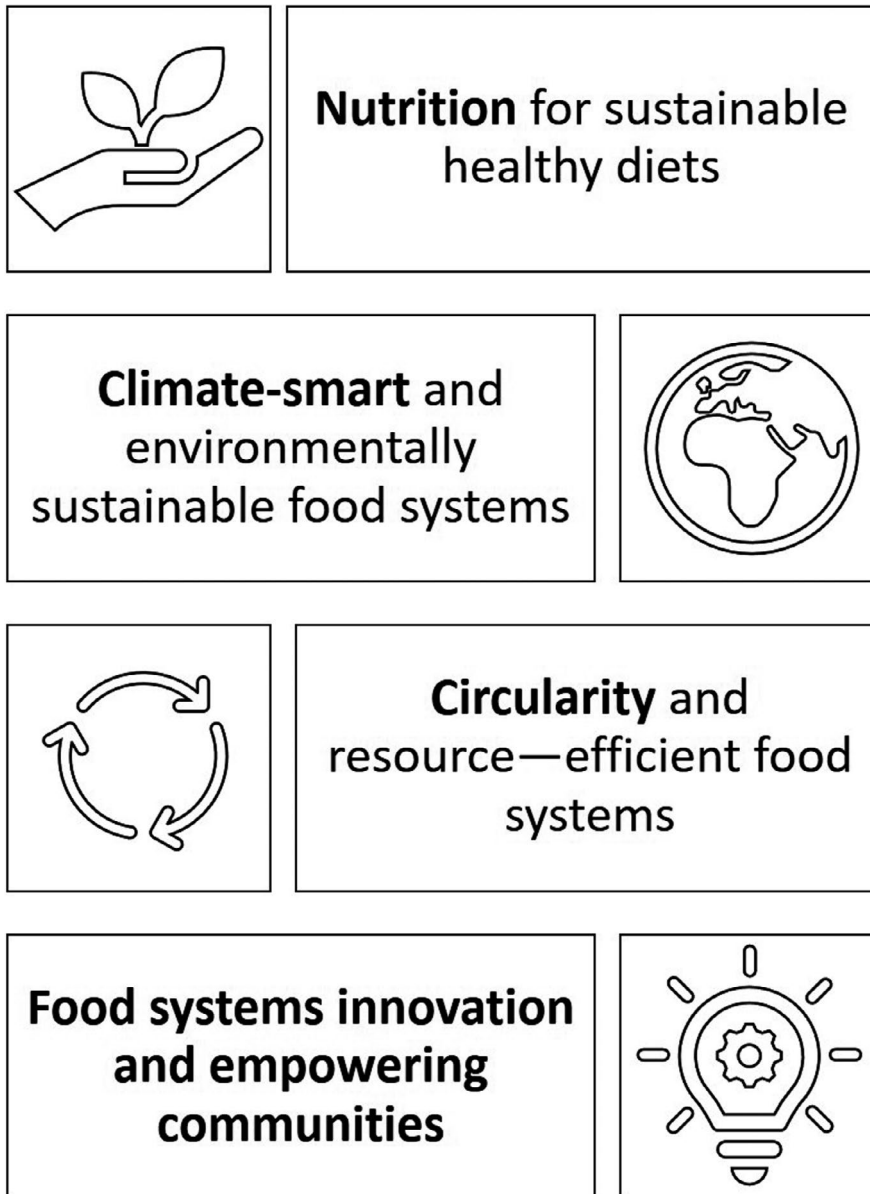 Nutrition for sustainable
healthy diets
Climate-smart and
environmentally
sustainable food systems
Circularity and
resource—efficient food
systems
Food systems innovation
and empowering
communities